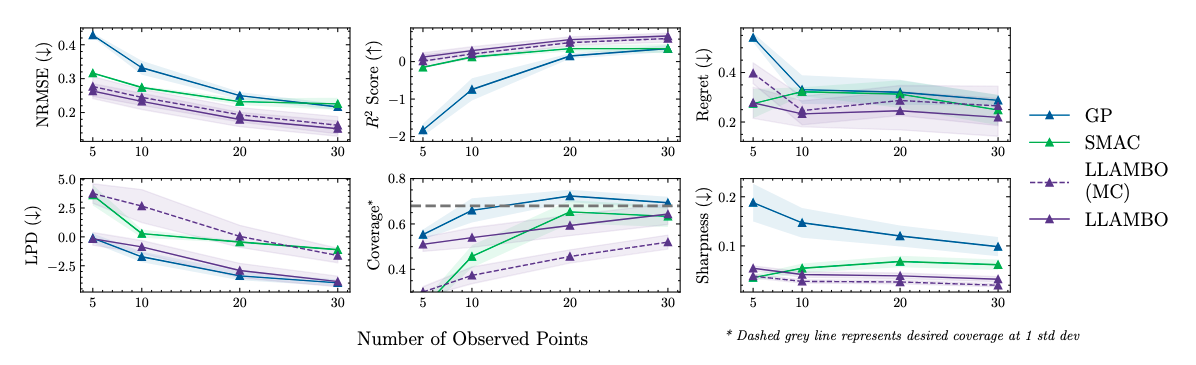 NRMSE (↓)
0.4
0.3
0.2
5 10 20 30
R² Score (↑)
0
−1
−2
5 10 20 30
Regret (↓)
0.4
0.2
5 10 20 30
GP
SMAC
LLAMBO
(MC)
LLAMBO
LPD (↓)
5.0
2.5
0.0
−2.5
5 10 20 30
Coverage*
0.8
0.6
0.4
5 10 20 30
Sharpness (↓)
0.2
0.1
5 10 20 30
Number of Observed Points
* Dashed grey line represents desired coverage at 1 std dev